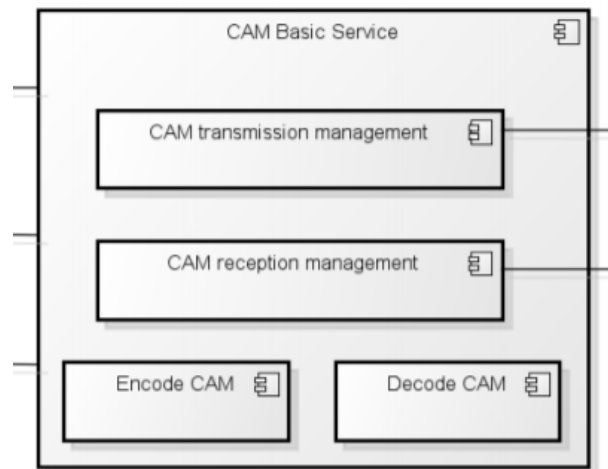 CAM Basic Service
CAM transmission management
CAM reception management
Encode CAM
Decode CAM